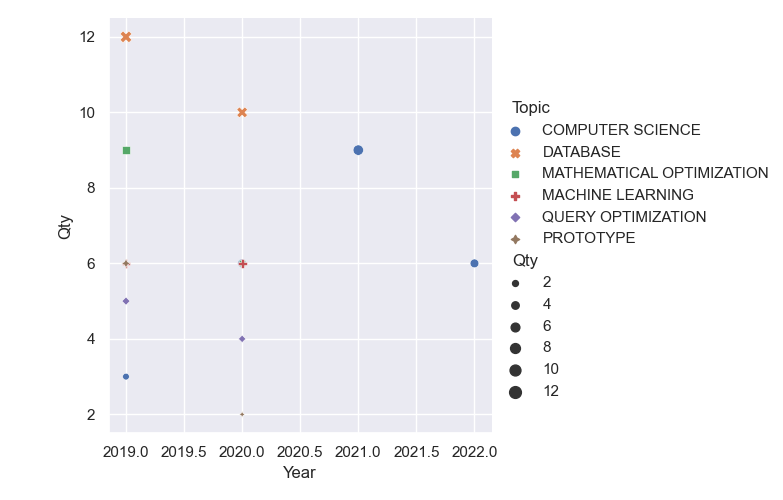 12
10
8
6
4
2
Qty
2019.0 2019.5 2020.0 2020.5 2021.0 2021.5 2022.0
Year
Topic
COMPUTER SCIENCE
DATABASE
MATHEMATICAL OPTIMIZATION
MACHINE LEARNING
QUERY OPTIMIZATION
PROTOTYPE
Qty
2
4
6
8
10
12